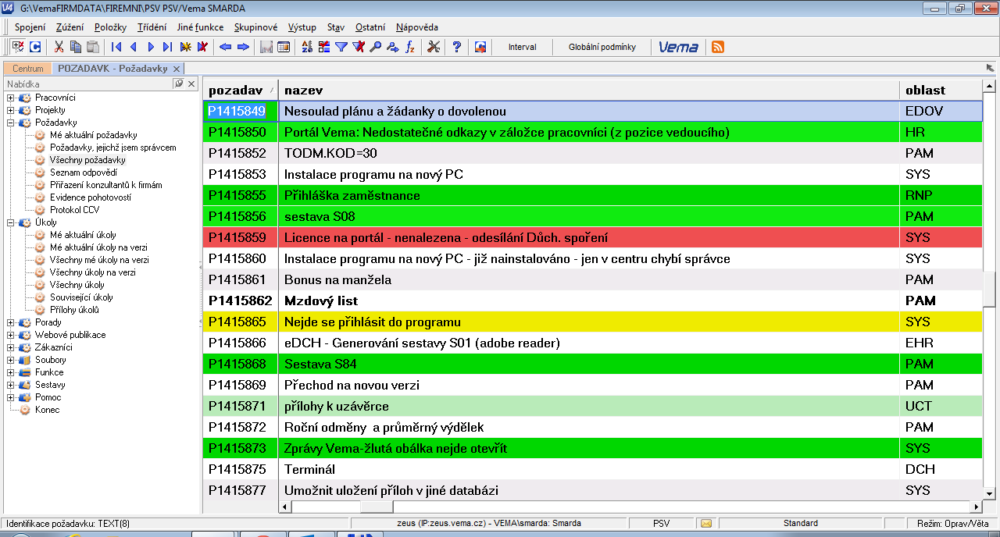 V4 G:\VemaFIRMDATA\FIREMNI\PSV PSV/Vema SMARDA
Spojení Zúžení Položky Třídění Jiné funkce Skupinové Výstup Stav Ostatní Nápověda
Interval Globální podmínky Vema
Centrum POZADAVK - Požadavky
Nabídka
Pracovníci
Projekty
Požadavky
Mé aktuální požadavky
Požadavky, jejichž jsem správcem
Všechny požadavky
Seznam odpovědí
Přiřazení konzultantů k firmám
Evidence pohotovostí
Protokol CCV
Úkoly
Mé aktuální úkoly
Mé aktuální úkoly na verzi
Všechny mé úkoly na verzi
Všechny úkoly na verzi
Všechny úkoly
Související úkoly
Přílohy úkolů
Porady
Webové publikace
Zákazníci
Soubory
Funkce
Sestavy
Pomoc
Konec
pozadav nazev oblast
P1415849 Nesoulad plánu a žádanky o dovolenou EDOV
P1415850 Portál Vema: Nedostatečné odkazy v záložce pracovníci (z pozice vedoucího) HR
P1415852 TODM.KOD=30 PAM
P1415853 Instalace programu na nový PC SYS
P1415855 Přihláška zaměstnance RNP
P1415856 sestava S08 PAM
P1415859 Licence na portál - nenalezena - odesílání Důch. spoření SYS
P1415860 Instalace programu na nový PC - již nainstalováno - jen v centru chybí správce SYS
P1415861 Bonus na manžela PAM
P1415862 Mzdový list PAM
P1415865 Nejde se přihlásit do programu SYS
P1415866 eDCH - Generování sestavy S01 (adobe reader) EHR
P1415868 Sestava S84 PAM
P1415869 Přechod na novou verzi PAM
P1415871 přílohy k uzávěrce UCT
P1415872 Roční odměny  a průměrný výdělek PAM
P1415873 Zprávy Vema-žlutá obálka nejde otevřít SYS
P1415875 Terminál DCH
P1415877 Umožnit uložení příloh v jiné databázi SYS
Identifikace požadavku: TEXT(8) zeus (IP:zeus.vema.cz) - VEMA\smarda: Smarda PSV Standard Režim: Oprav/Věta